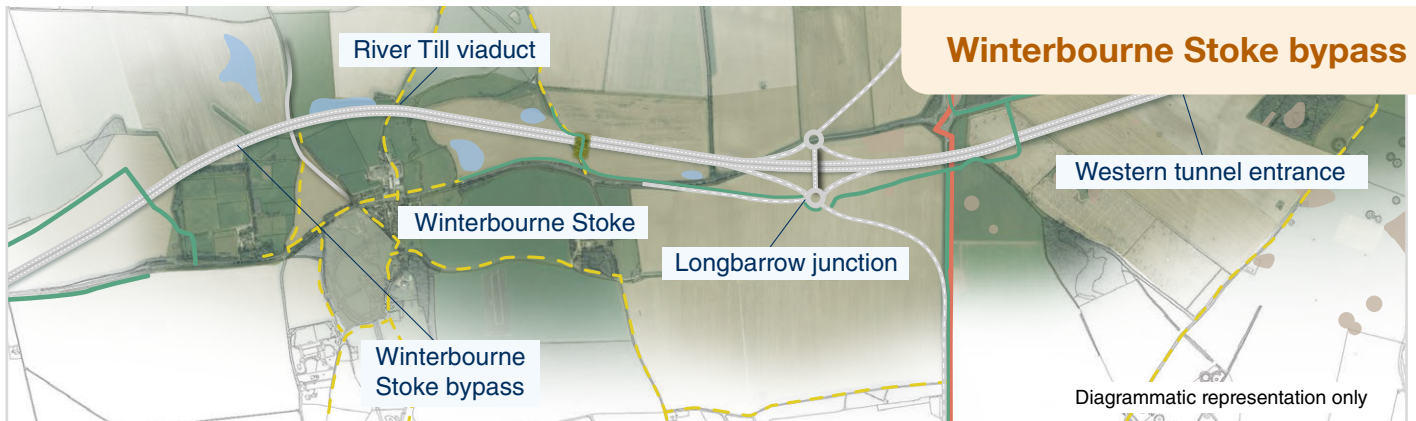 Winterbourne Stoke bypass
River Till viaduct
Western tunnel entrance
Winterbourne Stoke
Longbarrow junction
Winterbourne
Stoke bypass
Diagrammatic representation only